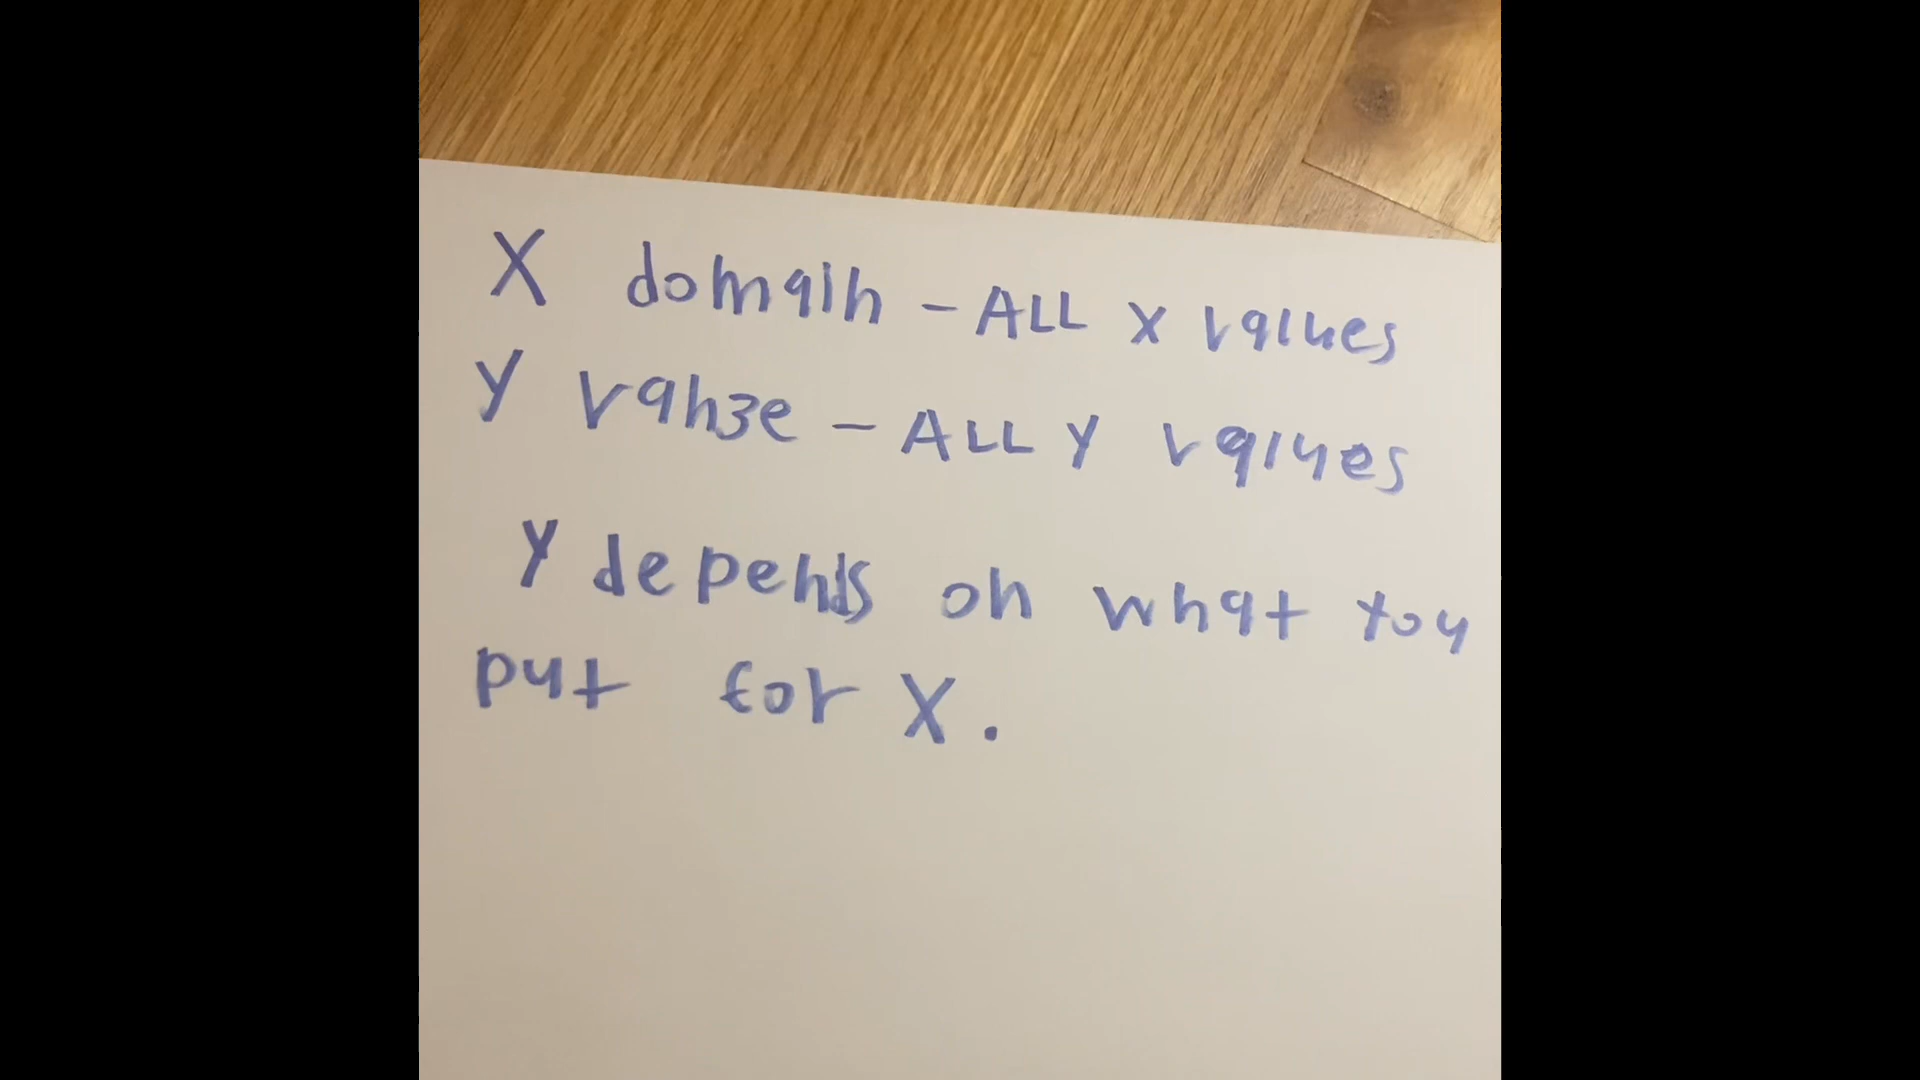 X domain - ALL X values
Y range - ALL Y values
Y depends on what you
put for X.